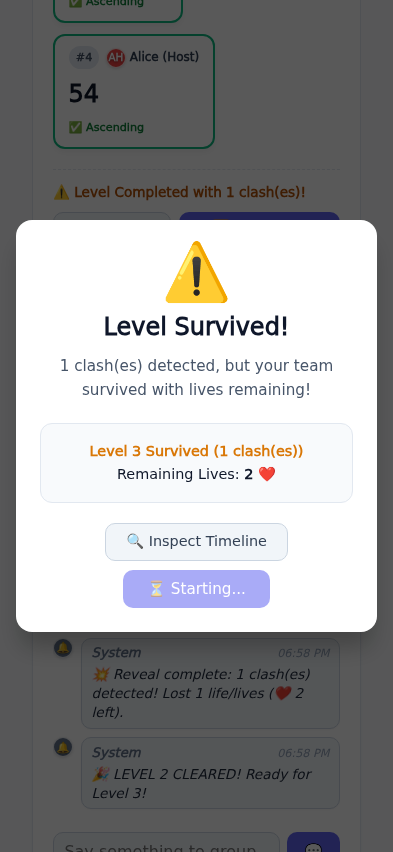 ✅ Ascending
#4 AH Alice (Host)
54
✅ Ascending
⚠️ Level Completed with 1 clash(es)!
Level Survived!
1 clash(es) detected, but your team
survived with lives remaining!
Level 3 Survived (1 clash(es))
Remaining Lives: 2 ❤️
🔍 Inspect Timeline
⏳ Starting...
System 06:58 PM
💥 Reveal complete: 1 clash(es)
detected! Lost 1 life/lives (❤️ 2
left).
System 06:58 PM
🎉 LEVEL 2 CLEARED! Ready for
Level 3!
Say something to group